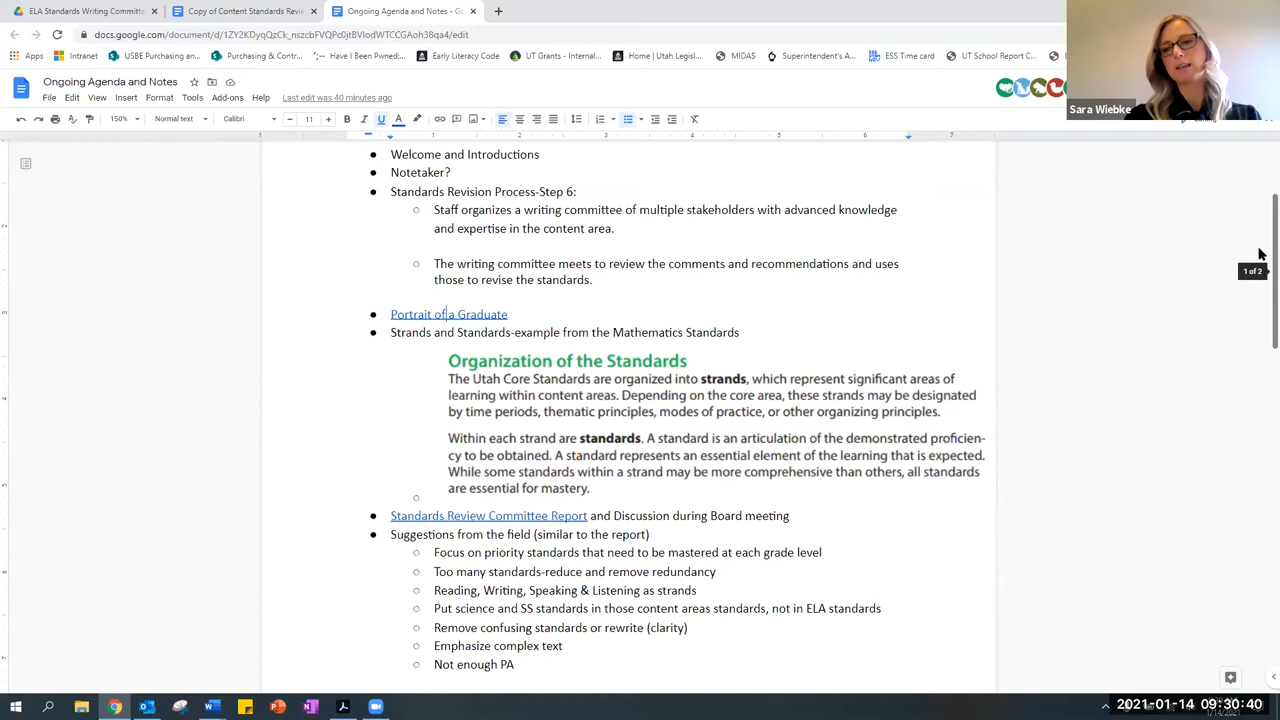 ELA Standards Writing Committe
Copy of Content Standards Revie
Ongoing Agenda and Notes - Go
docs.google.com/document/d/1ZY2KDyqQzCk_nszcbFVQPc0jtBVlodWTCCGAoh38qa4/edit
Apps
Intranet
USBE Purchasing an...
Purchasing & Contr...
Have I Been Pwned:...
Early Literacy Code
UT Grants - Internal...
Home | Utah Legisl...
MIDAS
Superintendent's A...
ESS Time card
UT School Report C...
Ongoing Agenda and Notes
File Edit View Insert Format Tools Add-ons Help Last edit was 40 minutes ago
150% Normal text Calibri 11
Sara Wiebke
Welcome and Introductions
Notetaker?
Standards Revision Process-Step 6:
Staff organizes a writing committee of multiple stakeholders with advanced knowledge
and expertise in the content area.
The writing committee meets to review the comments and recommendations and uses
those to revise the standards.
Portrait of a Graduate
Strands and Standards-example from the Mathematics Standards
Organization of the Standards
The Utah Core Standards are organized into strands, which represent significant areas of
learning within content areas. Depending on the core area, these strands may be designated
by time periods, thematic principles, modes of practice, or other organizing principles.
Within each strand are standards. A standard is an articulation of the demonstrated proficien-
cy to be obtained. A standard represents an essential element of the learning that is expected.
While some standards within a strand may be more comprehensive than others, all standards
are essential for mastery.
Standards Review Committee Report and Discussion during Board meeting
Suggestions from the field (similar to the report)
Focus on priority standards that need to be mastered at each grade level
Too many standards-reduce and remove redundancy
Reading, Writing, Speaking & Listening as strands
Put science and SS standards in those content areas standards, not in ELA standards
Remove confusing standards or rewrite (clarity)
Emphasize complex text
Not enough PA
1 of 2
2021-01-14 09:30:40